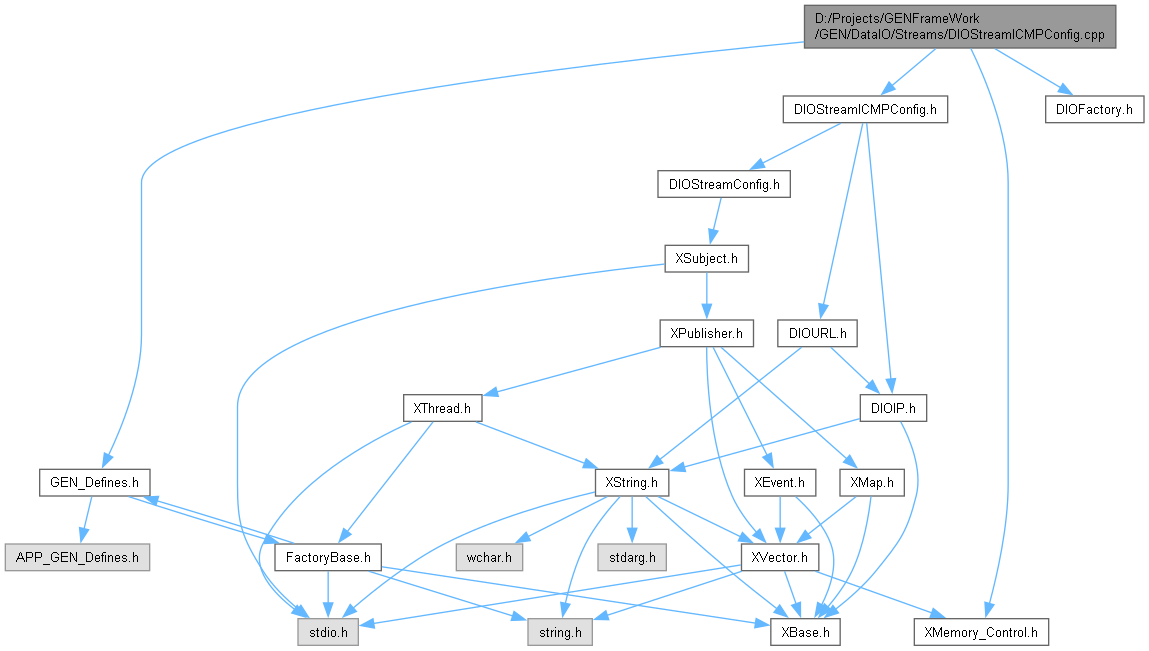 D:/Projects/GENFrameWork
/GEN/DataIO/Streams/DIOStreamICMPConfig.cpp
DIOStreamICMPConfig.h
DIOFactory.h
DIOStreamConfig.h
XSubject.h
XPublisher.h
DIOURL.h
XThread.h
DIOIP.h
GEN_Defines.h
XString.h
XEvent.h
XMap.h
APP_GEN_Defines.h
FactoryBase.h
wchar.h
stdarg.h
XVector.h
stdio.h
string.h
XBase.h
XMemory_Control.h